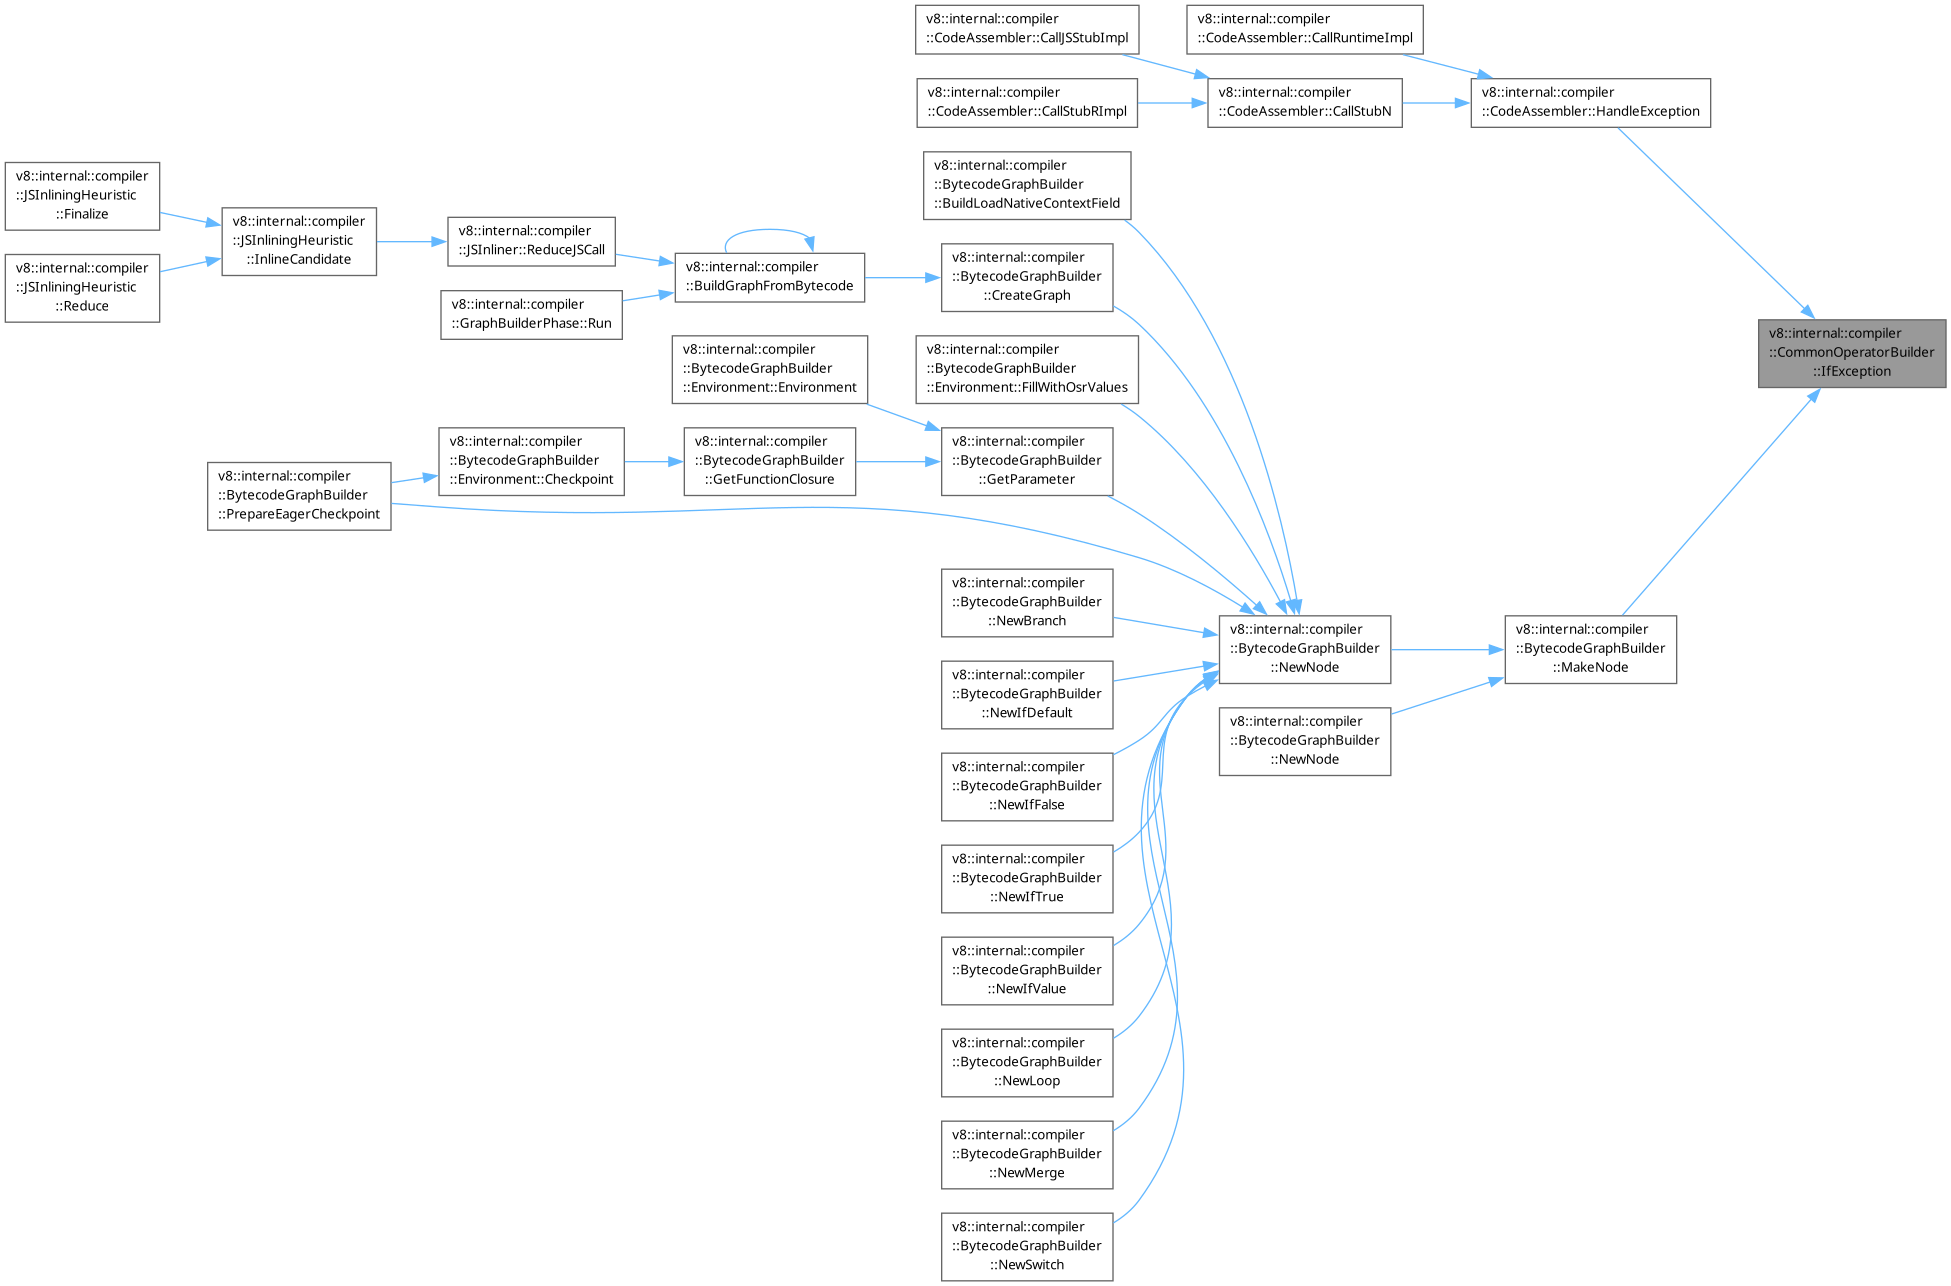 v8::internal::compiler
::CodeAssembler::CallJSStubImpl
v8::internal::compiler
::CodeAssembler::CallRuntimeImpl
v8::internal::compiler
::CodeAssembler::CallStubRImpl
v8::internal::compiler
::CodeAssembler::CallStubN
v8::internal::compiler
::CodeAssembler::HandleException
v8::internal::compiler
::JSInliningHeuristic
::Finalize
v8::internal::compiler
::JSInliningHeuristic
::Reduce
v8::internal::compiler
::JSInliningHeuristic
::InlineCandidate
v8::internal::compiler
::JSInliner::ReduceJSCall
v8::internal::compiler
::GraphBuilderPhase::Run
v8::internal::compiler
::BuildGraphFromBytecode
v8::internal::compiler
::BytecodeGraphBuilder
::BuildLoadNativeContextField
v8::internal::compiler
::BytecodeGraphBuilder
::CreateGraph
v8::internal::compiler
::BytecodeGraphBuilder
::Environment::Environment
v8::internal::compiler
::BytecodeGraphBuilder
::Environment::FillWithOsrValues
v8::internal::compiler
::CommonOperatorBuilder
::IfException
v8::internal::compiler
::BytecodeGraphBuilder
::PrepareEagerCheckpoint
v8::internal::compiler
::BytecodeGraphBuilder
::Environment::Checkpoint
v8::internal::compiler
::BytecodeGraphBuilder
::GetFunctionClosure
v8::internal::compiler
::BytecodeGraphBuilder
::GetParameter
v8::internal::compiler
::BytecodeGraphBuilder
::NewBranch
v8::internal::compiler
::BytecodeGraphBuilder
::NewNode
v8::internal::compiler
::BytecodeGraphBuilder
::MakeNode
v8::internal::compiler
::BytecodeGraphBuilder
::NewIfDefault
v8::internal::compiler
::BytecodeGraphBuilder
::NewNode
v8::internal::compiler
::BytecodeGraphBuilder
::NewIfFalse
v8::internal::compiler
::BytecodeGraphBuilder
::NewIfTrue
v8::internal::compiler
::BytecodeGraphBuilder
::NewIfValue
v8::internal::compiler
::BytecodeGraphBuilder
::NewLoop
v8::internal::compiler
::BytecodeGraphBuilder
::NewMerge
v8::internal::compiler
::BytecodeGraphBuilder
::NewSwitch